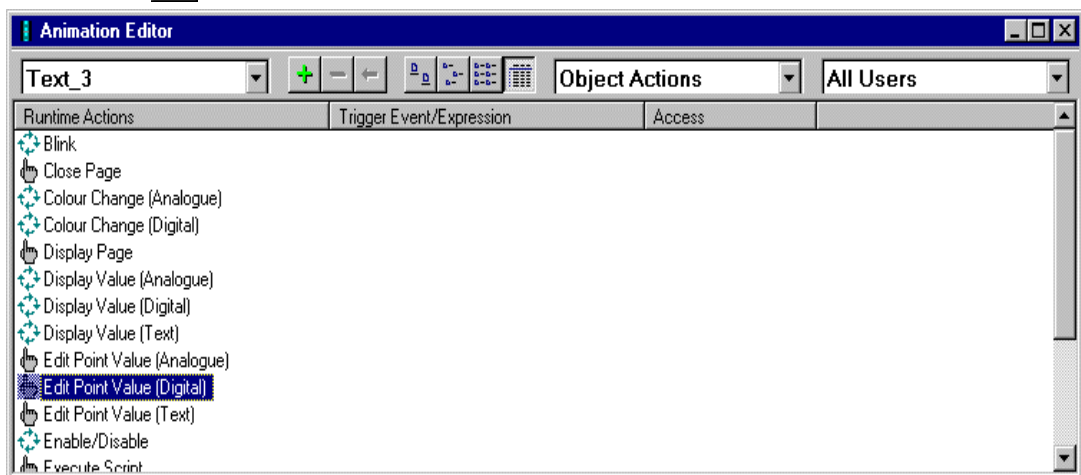 Animation Editor
Text_3 Object Actions All Users
Runtime Actions Trigger Event/Expression Access
Blink
Close Page
Colour Change (Analogue)
Colour Change (Digital)
Display Page
Display Value (Analogue)
Display Value (Digital)
Display Value (Text)
Edit Point Value (Analogue)
Edit Point Value (Digital)
Edit Point Value (Text)
Enable/Disable
Execute Script